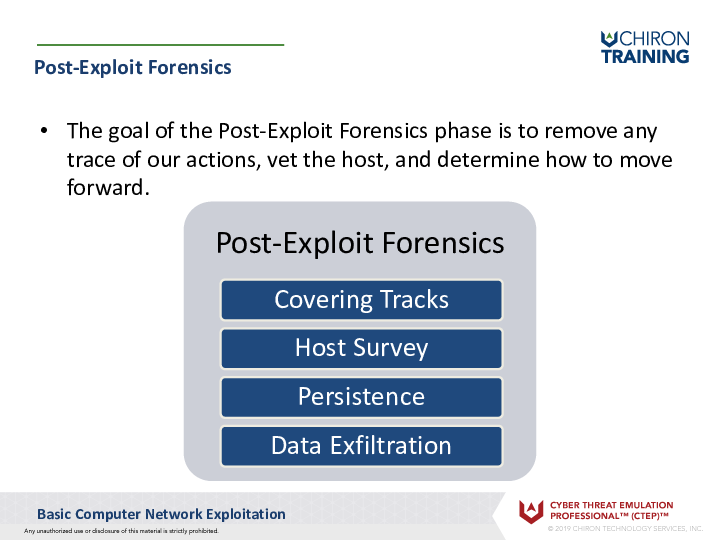 CHIRON
TRAINING
Post-Exploit Forensics
• The goal of the Post-Exploit Forensics phase is to remove any
trace of our actions, vet the host, and determine how to move
forward.
Post-Exploit Forensics
Covering Tracks
Host Survey
Persistence
Data Exfiltration
Basic Computer Network Exploitation
Any unauthorized use or disclosure of this material is strictly prohibited.
CYBER THREAT EMULATION
PROFESSIONAL™ (CTEP)™
© 2019 CHIRON TECHNOLOGY SERVICES, INC.